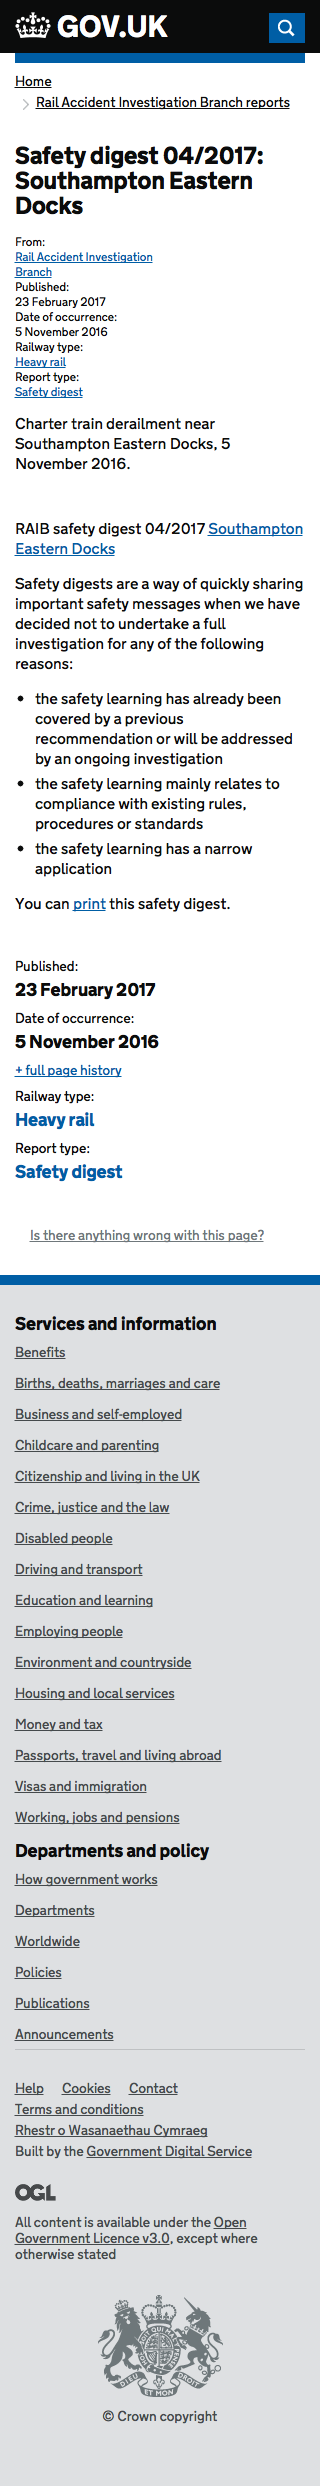 GOV.UK
Home
Rail Accident Investigation Branch reports
Safety digest 04/2017:
Southampton Eastern
Docks
From:
Rail Accident Investigation
Branch
Published:
23 February 2017
Date of occurrence:
5 November 2016
Railway type:
Heavy rail
Report type:
Safety digest
Charter train derailment near
Southampton Eastern Docks, 5
November 2016.
RAIB safety digest 04/2017 Southampton
Eastern Docks
Safety digests are a way of quickly sharing
important safety messages when we have
decided not to undertake a full
investigation for any of the following
reasons:
• the safety learning has already been
covered by a previous
recommendation or will be addressed
by an ongoing investigation
• the safety learning mainly relates to
compliance with existing rules,
procedures or standards
• the safety learning has a narrow
application
You can print this safety digest.
Published:
23 February 2017
Date of occurrence:
5 November 2016
+ full page history
Railway type:
Heavy rail
Report type:
Safety digest
Is there anything wrong with this page?
Services and information
Benefits
Births, deaths, marriages and care
Business and self-employed
Childcare and parenting
Citizenship and living in the UK
Crime, justice and the law
Disabled people
Driving and transport
Education and learning
Employing people
Environment and countryside
Housing and local services
Money and tax
Passports, travel and living abroad
Visas and immigration
Working, jobs and pensions
Departments and policy
How government works
Departments
Worldwide
Policies
Publications
Announcements
Help Cookies Contact
Terms and conditions
Rhestr o Wasanaethau Cymraeg
Built by the Government Digital Service
OGL
All content is available under the Open
Government Licence v3.0, except where
otherwise stated
DIEU ET MON DROIT
© Crown copyright